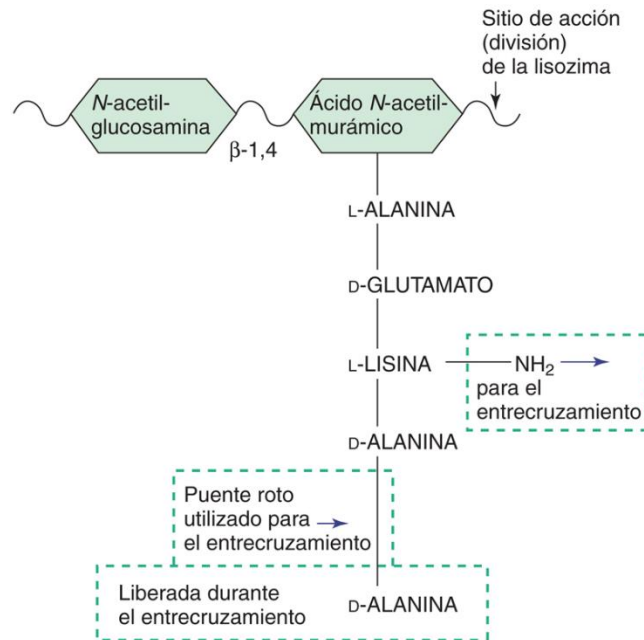 Sitio de acción
(división)
de la lisozima
N-acetil-
glucosamina
β-1,4
Ácido N-acetil-
murámico
L-ALANINA
D-GLUTAMATO
L-LISINA
NH₂
para el
entrecruzamiento
D-ALANINA
Puente roto
utilizado para
el entrecruzamiento
Liberada durante
el entrecruzamiento
D-ALANINA